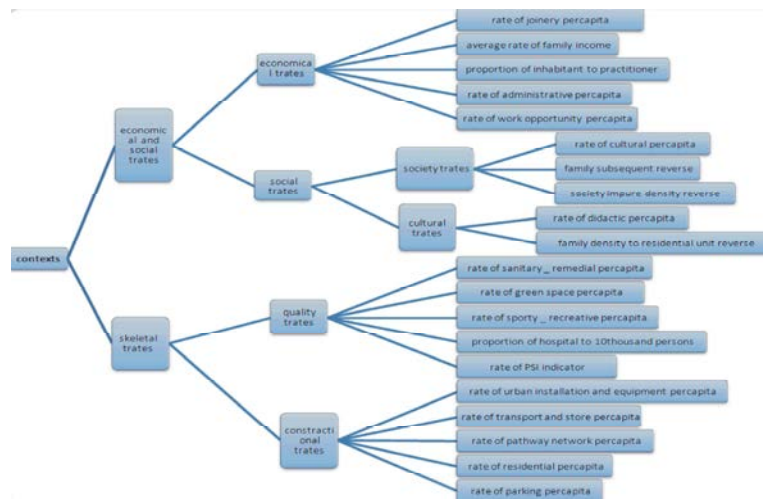 rate of joinery percapita
average rate of family income
economica
l trates
proportion of inhabitant to practitioner
rate of administrative percapita
rate of work opportunity percapita
economic
al and
social
trates
rate of cultural percapita
society trates
family subsequent reverse
social
trates
society impure density reverse
cultural
trates
rate of didactic percapita
family density to residential unit reverse
contexts
rate of sanitary _ remedial percapita
rate of green space percapita
quality
trates
rate of sporty _ recreative percapita
proportion of hospital to 10thousand persons
skeletal
trates
rate of PSI indicator
rate of urban installation and equipment percapita
rate of transport and store percapita
constracti
onal
trates
rate of pathway network percapita
rate of residential percapita
rate of parking percapita